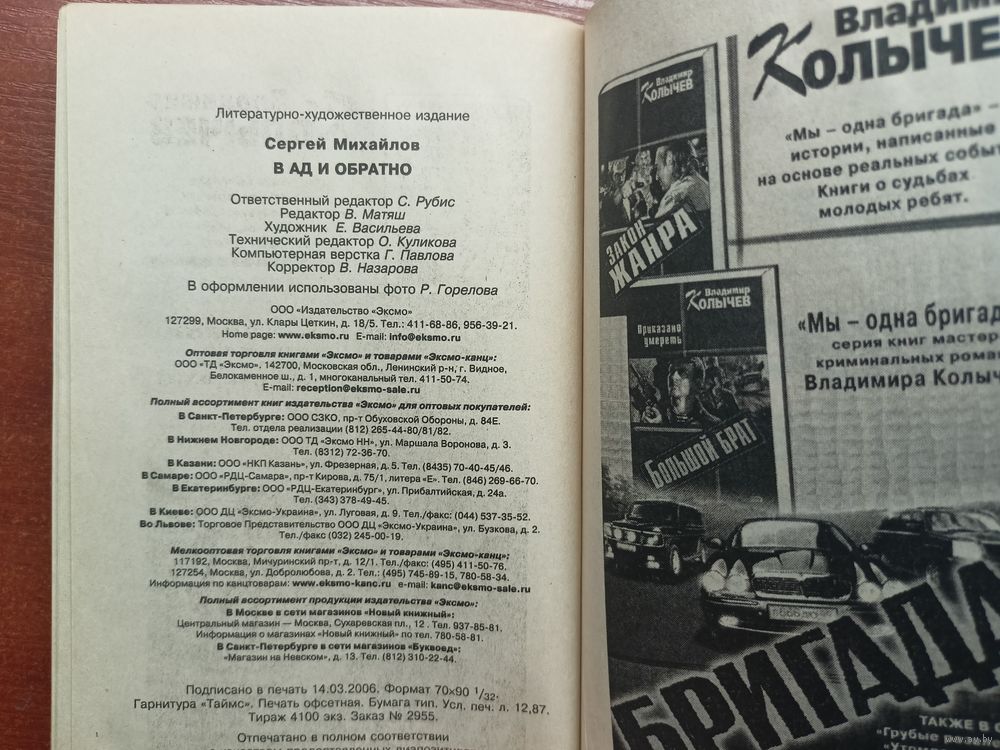 Литературно-художественное издание
Сергей Михайлов
В АД И ОБРАТНО
Ответственный редактор С. Рубис
Редактор В. Матяш
Художник Е. Васильева
Технический редактор О. Куликова
Компьютерная верстка Г. Павлова
Корректор В. Назарова
В оформлении использованы фото Р. Горелова
ООО «Издательство «Эксмо»
127299, Москва, ул. Клары Цеткин, д. 18/5. Тел.: 411-68-86, 956-39-21.
Home page: www.eksmo.ru E-mail: info@eksmo.ru
Оптовая торговля книгами «Эксмо» и товарами «Эксмо-канц»:
ООО «ТД «Эксмо». 142700, Московская обл., Ленинский р-н, г. Видное,
Белокаменное ш., д. 1, многоканальный тел. 411-50-74.
E-mail: reception@eksmo-sale.ru
Полный ассортимент книг издательства «Эксмо» для оптовых покупателей:
В Санкт-Петербурге: ООО СЗКО, пр-т Обуховской Обороны, д. 84Е.
Тел. отдела реализации (812) 265-44-80/81/82.
В Нижнем Новгороде: ООО ТД «Эксмо НН», ул. Маршала Воронова, д. 3.
Тел. (8312) 72-36-70.
В Казани: ООО «НКП Казань», ул. Фрезерная, д. 5. Тел. (8435) 70-40-45/46.
В Самаре: ООО «РДЦ-Самара», пр-т Кирова, д. 75/1, литера «Е». Тел. (846) 269-66-70.
В Екатеринбурге: ООО «РДЦ-Екатеринбург», ул. Прибалтийская, д. 24а.
Тел. (343) 378-49-45.
В Киеве: ООО ДЦ «Эксмо-Украина», ул. Луговая, д. 9. Тел./факс: (044) 537-35-52.
Во Львове: Торговое Представительство ООО ДЦ «Эксмо-Украина», ул. Бузкова, д. 2.
Тел./факс (032) 245-00-19.
Мелкооптовая торговля книгами «Эксмо» и товарами «Эксмо-канц»:
117192, Москва, Мичуринский пр-т, д. 12/1. Тел./факс: (495) 411-50-76.
127254, Москва, ул. Добролюбова, д. 2. Тел.: (495) 745-89-15, 780-58-34.
Информация по канцтоварам: www.eksmo-kanc.ru e-mail: kanc@eksmo-sale.ru
Полный ассортимент продукции издательства «Эксмо»:
В Москве в сети магазинов «Новый книжный»:
Центральный магазин — Москва, Сухаревская пл., 12 . Тел. 937-85-81.
Информация о магазинах «Новый книжный» по тел. 780-58-81.
В Санкт-Петербурге в сети магазинов «Буквоед»:
«Магазин на Невском», д. 13. Тел. (812) 310-22-44.
Подписано в печать 14.03.2006. Формат 70×90 1/32.
Гарнитура «Таймс». Печать офсетная. Бумага тип. Усл. печ. л. 12,87.
Тираж 4100 экз. Заказ № 2955.
Отпечатано в полном соответствии
Владими
КОЛЫЧЕ
«Мы – одна бригада» –
истории, написанные
на основе реальных событ
Книги о судьбах
молодых ребят.
Владимир
КОЛЫЧЕВ
ЗАКОН
ЖАНРА
Владимир
КОЛЫЧЕВ
Приказано
умереть
БОЛЬШОЙ БРАТ
«Мы – одна бригад
серия книг мастер
криминальных рома
Владимира Колыч
БРИГАДА
ТАКЖЕ В
"Грубые
www.ay.by